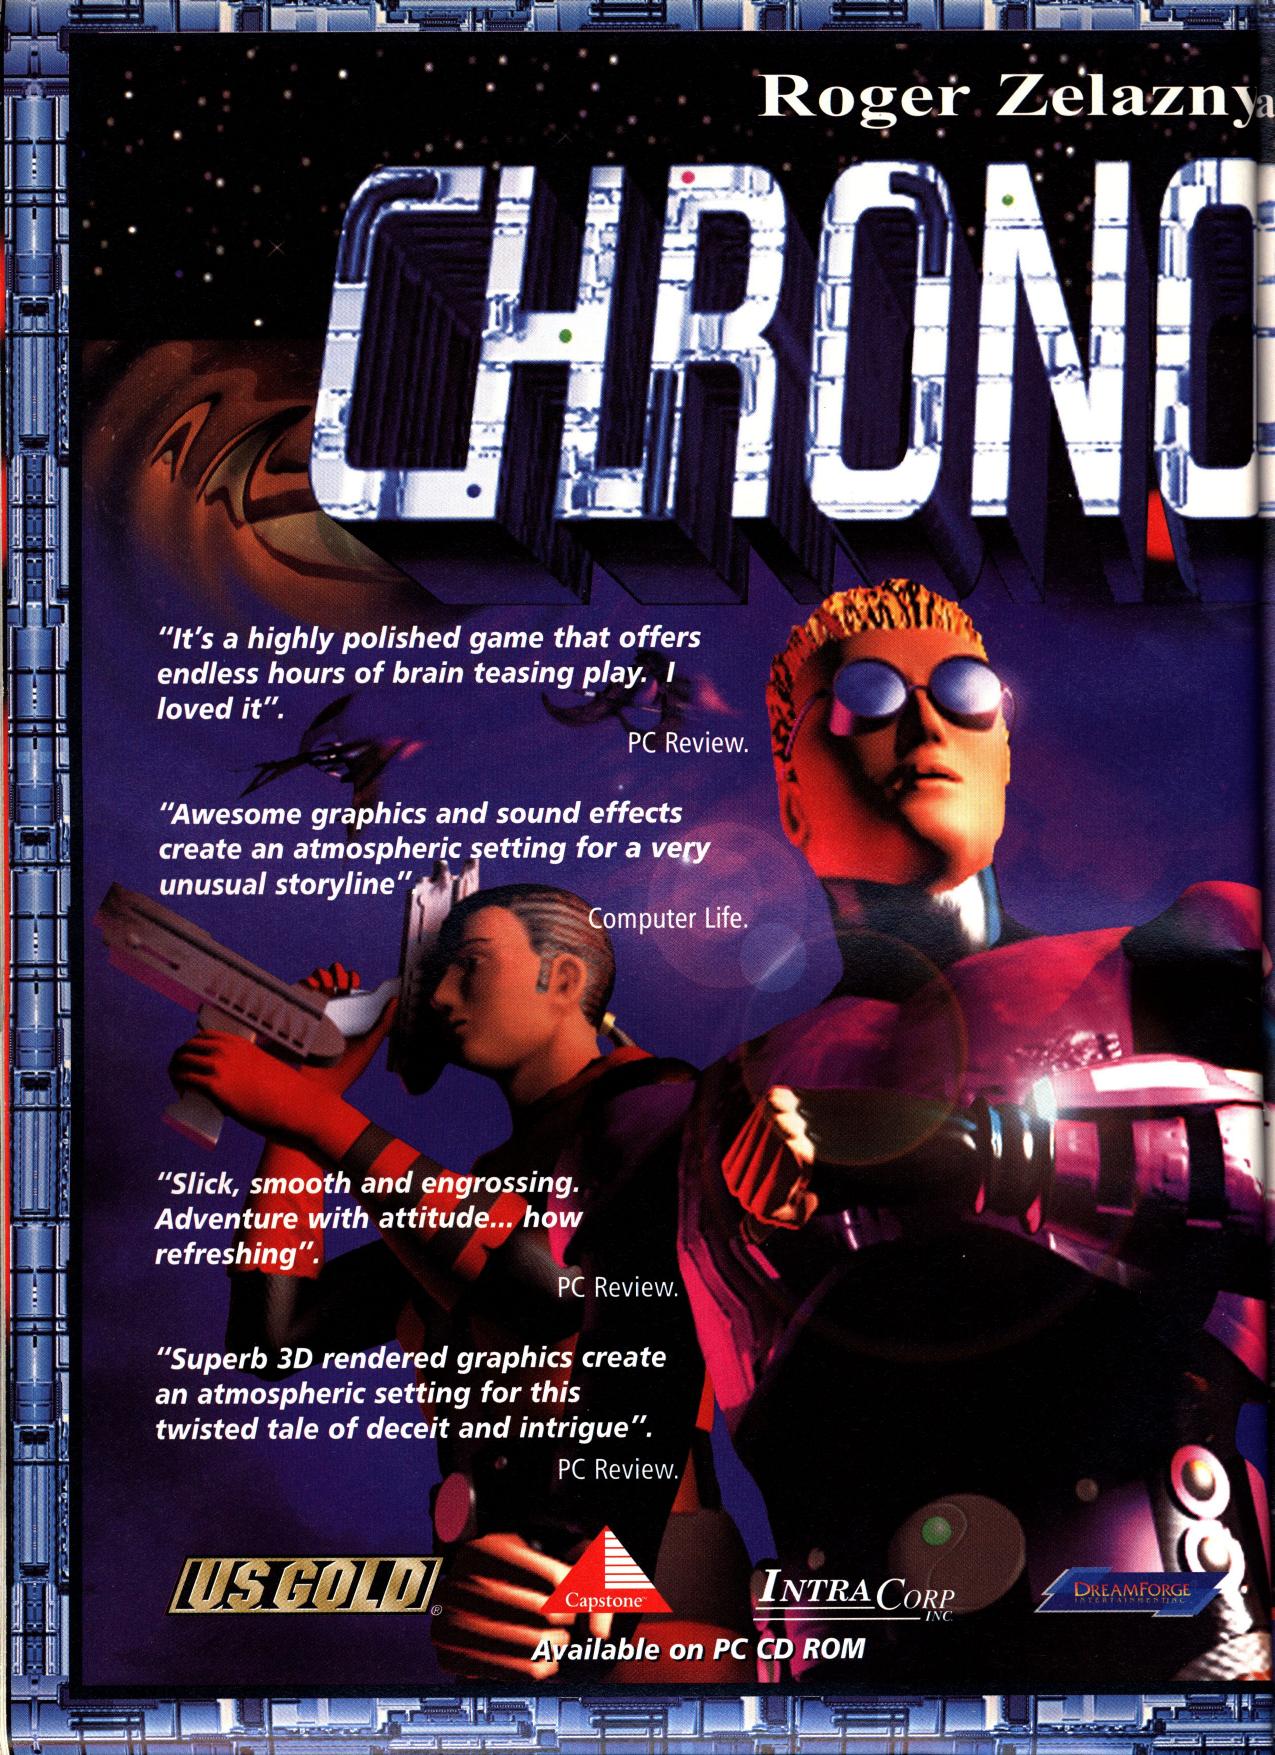 Roger Zelazny
CHRONO
“It's a highly polished game that offers
endless hours of brain teasing play. I
loved it”.
PC Review.
“Awesome graphics and sound effects
create an atmospheric setting for a very
unusual storyline”.
Computer Life.
“Slick, smooth and engrossing.
Adventure with attitude... how
refreshing”.
PC Review.
“Superb 3D rendered graphics create
an atmospheric setting for this
twisted tale of deceit and intrigue”.
PC Review.
U.S. GOLD®
Capstone™
INTRACORP
INC.
DREAMFORGE
ENTERTAINMENT INC.
Available on PC CD ROM